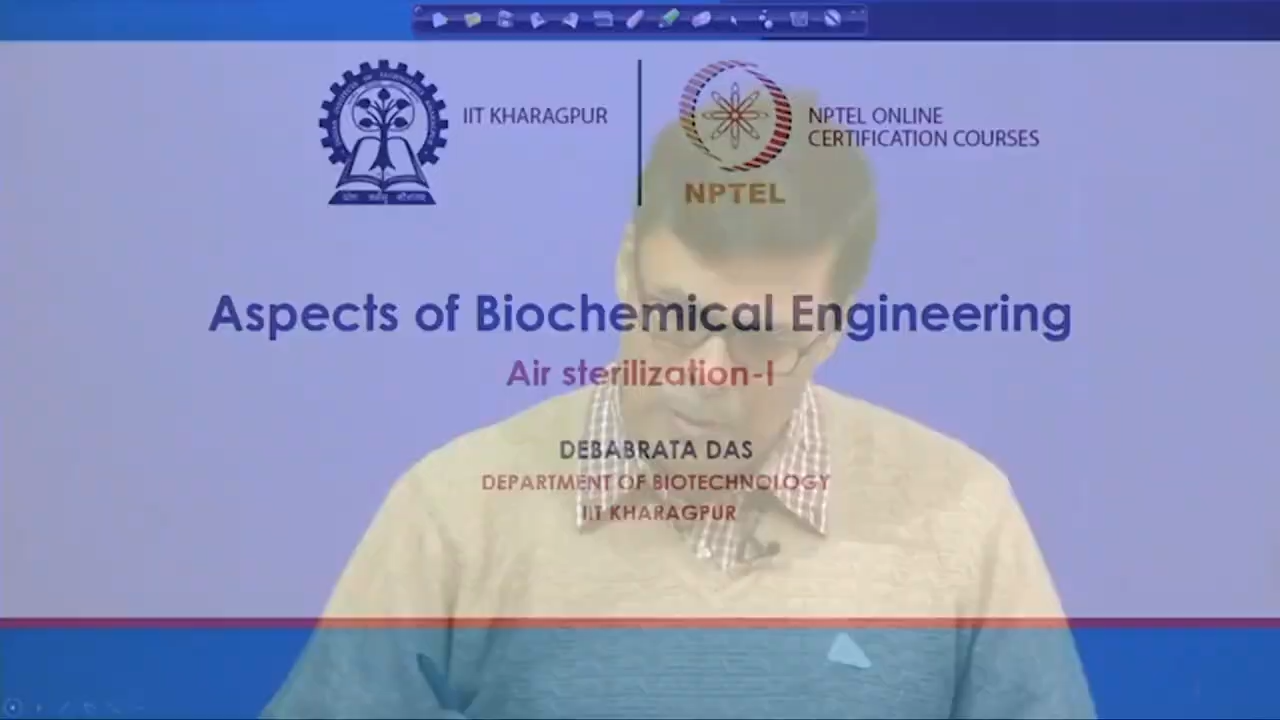 IIT KHARAGPUR
NPTEL ONLINE
CERTIFICATION COURSES
NPTEL
Aspects of Biochemical Engineering
Air sterilization-I
DEBABRATA DAS
DEPARTMENT OF BIOTECHNOLOGY
IIT KHARAGPUR